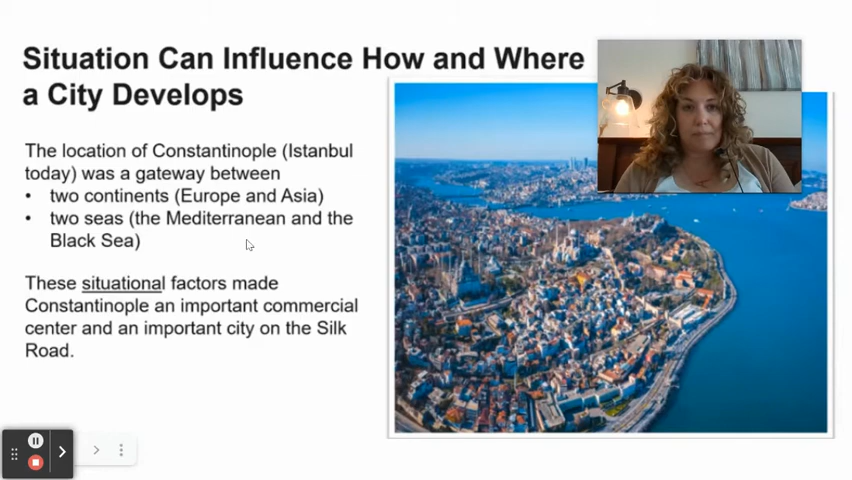 Situation Can Influence How and Where
a City Develops
The location of Constantinople (Istanbul
today) was a gateway between
• two continents (Europe and Asia)
• two seas (the Mediterranean and the
Black Sea)
These situational factors made
Constantinople an important commercial
center and an important city on the Silk
Road.